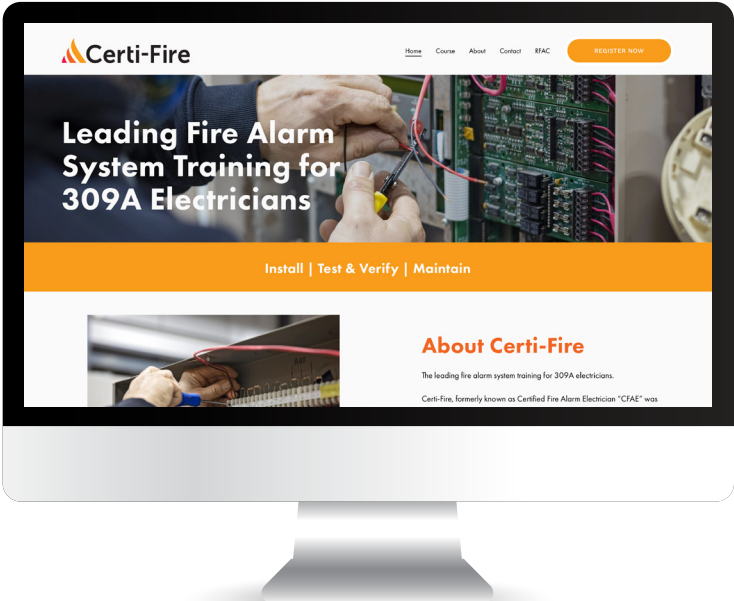 Certi-Fire
Home
Course
About
Contact
RFAC
REGISTER NOW
Leading Fire Alarm
System Training for
309A Electricians
Install | Test & Verify | Maintain
About Certi-Fire
The leading fire alarm system training for 309A electricians.
Certi-Fire, formerly known as Certified Fire Alarm Electrician “CFAE” was